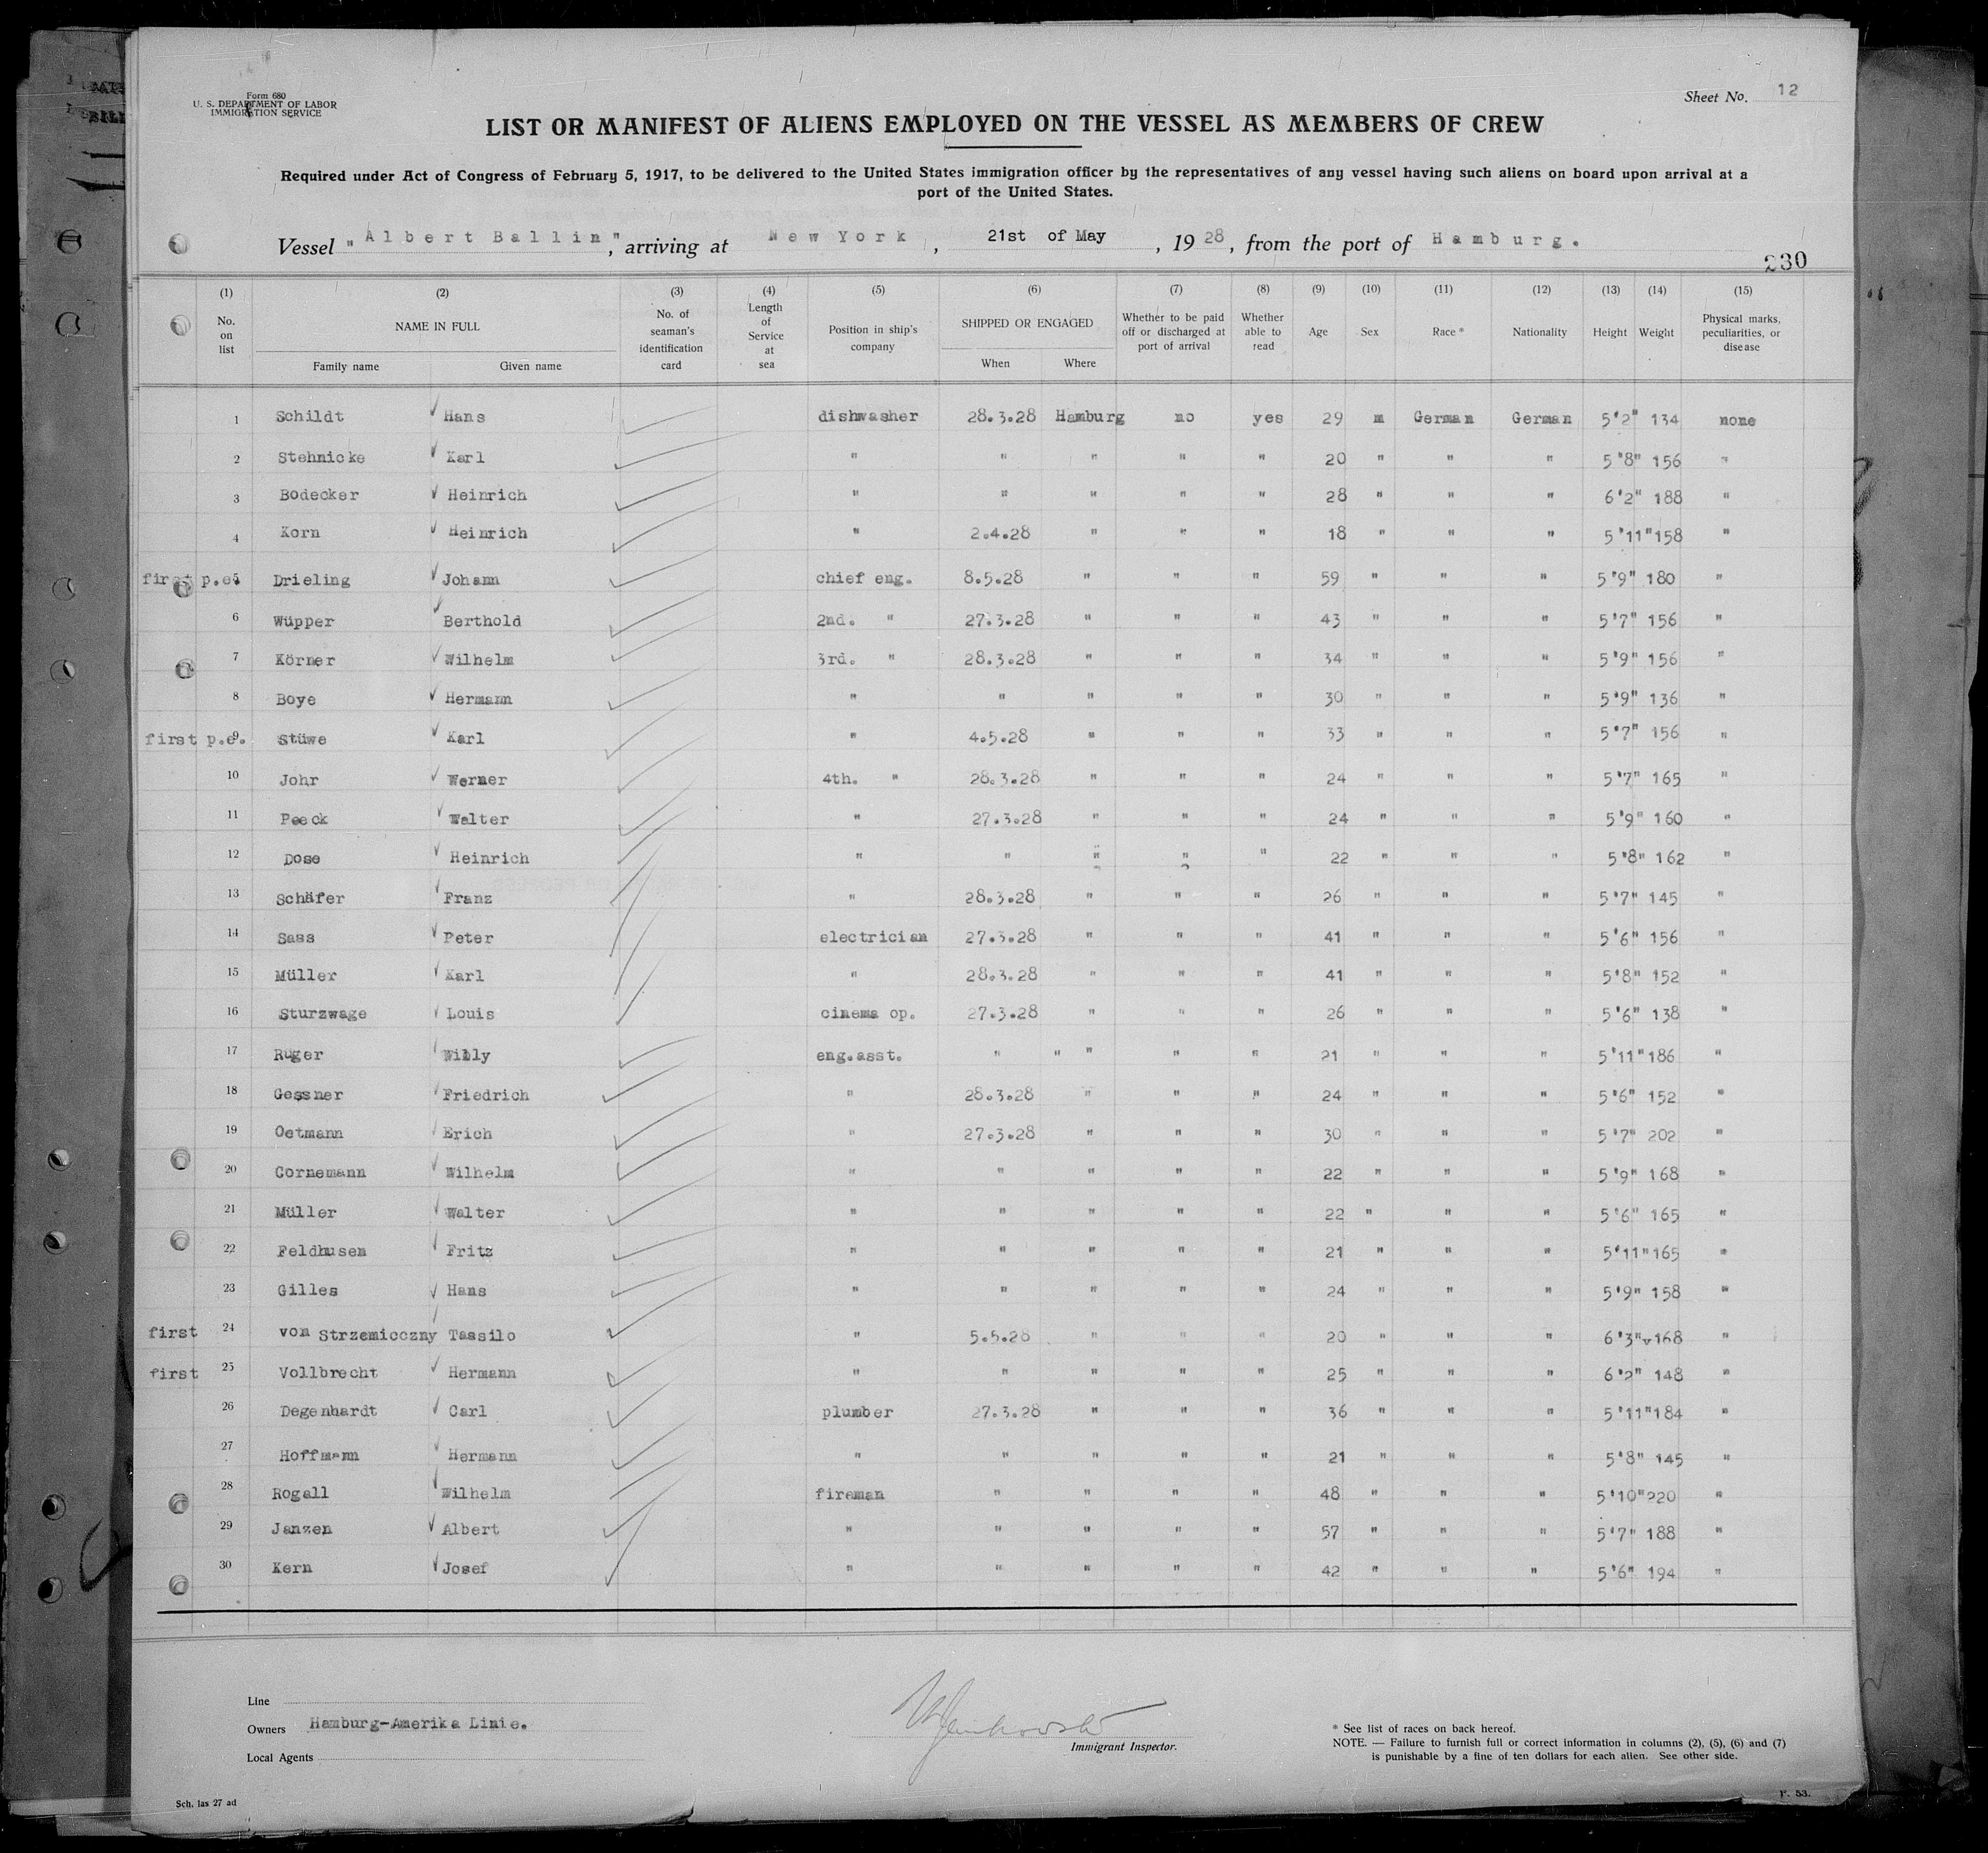 Form 680
U. S. DEPARTMENT OF LABOR
IMMIGRATION SERVICE
Sheet No. 12
LIST OR MANIFEST OF ALIENS EMPLOYED ON THE VESSEL AS MEMBERS OF CREW
Required under Act of Congress of February 5, 1917, to be delivered to the United States immigration officer by the representatives of any vessel having such aliens on board upon arrival at a
port of the United States.
Vessel "Albert Ballin", arriving at New York, 21st of May, 1928, from the port of Hamburg.
230
(1) (2) (3) (4) (5) (6) (7) (8) (9) (10) (11) (12) (13) (14) (15)
No. on list NAME IN FULL Family name Given name No. of seaman's identification card Length of Service at sea Position in ship's company SHIPPED OR ENGAGED When Where Whether to be paid off or discharged at port of arrival Whether able to read Age Sex Race * Nationality Height Weight Physical marks, peculiarities, or disease
1 Schildt Hans dishwasher 28.3.28 Hamburg no yes 29 m German German 5'2" 134 none
2 Stehnicke Karl " " " " " 20 " " " 5'8" 156 "
3 Bodecker Heinrich " " " " " 28 " " " 6'2" 188 "
4 Korn Heinrich " 2.4.28 " " " 18 " " " 5'11" 158 "
first p.e. 5 Drieling Johann chief eng. 8.5.28 " " " 59 " " " 5'9" 180 "
6 Wüpper Berthold 2nd. " 27.3.28 " " " 43 " " " 5'7" 156 "
7 Körner Wilhelm 3rd. " 28.3.28 " " " 34 " " " 5'9" 156 "
8 Boye Hermann " " " " " 30 " " " 5'9" 136 "
first p.e. 9 Stüwe Karl " 4.5.28 " " " 33 " " " 5'7" 156 "
10 Johr Werner 4th. " 28.3.28 " " " 24 " " " 5'7" 165 "
11 Peeck Walter " 27.3.28 " " " 24 " " " 5'9" 160 "
12 Dose Heinrich " " " " " 22 " " " 5'8" 162 "
13 Schäfer Franz " 28.3.28 " " " 26 " " " 5'7" 145 "
14 Sass Peter electrician 27.3.28 " " " 41 " " " 5'6" 156 "
15 Müller Karl " 28.3.28 " " " 41 " " " 5'8" 152 "
16 Sturzwage Louis cinema op. 27.3.28 " " " 26 " " " 5'6" 138 "
17 Rüger Willy eng.asst. " " " " " 21 " " " 5'11" 186 "
18 Gessner Friedrich " 28.3.28 " " " 24 " " " 5'6" 152 "
19 Oetmann Erich " 27.3.28 " " " 30 " " " 5'7" 202 "
20 Cornemann Wilhelm " " " " " 22 " " " 5'9" 168 "
21 Müller Walter " " " " " 22 " " " 5'6" 165 "
22 Feldhusen Fritz " " " " " 21 " " " 5'11" 165 "
23 Gilles Hans " " " " " 24 " " " 5'9" 158 "
first 24 von Strzemieczny Tassilo " 5.5.28 " " " 20 " " " 6'3" 168 "
first 25 Vollbrecht Hermann " " " " " 25 " " " 6'2" 148 "
26 Degenhardt Carl plumber 27.3.28 " " " 36 " " " 5'11" 184 "
27 Hoffmann Hermann " " " " " 21 " " " 5'8" 145 "
28 Rogall Wilhelm fireman " " " " 48 " " " 5'10" 220 "
29 Janzen Albert " " " " " 57 " " " 5'7" 188 "
30 Kern Josef " " " " " 42 " " " 5'6" 194 "
Line
Owners Hamburg-Amerika Linie.
Local Agents
Immigrant Inspector.
* See list of races on back hereof.
NOTE. — Failure to furnish full or correct information in columns (2), (5), (6) and (7)
is punishable by a fine of ten dollars for each alien. See other side.
Sch. las 27 ad
F. 53.